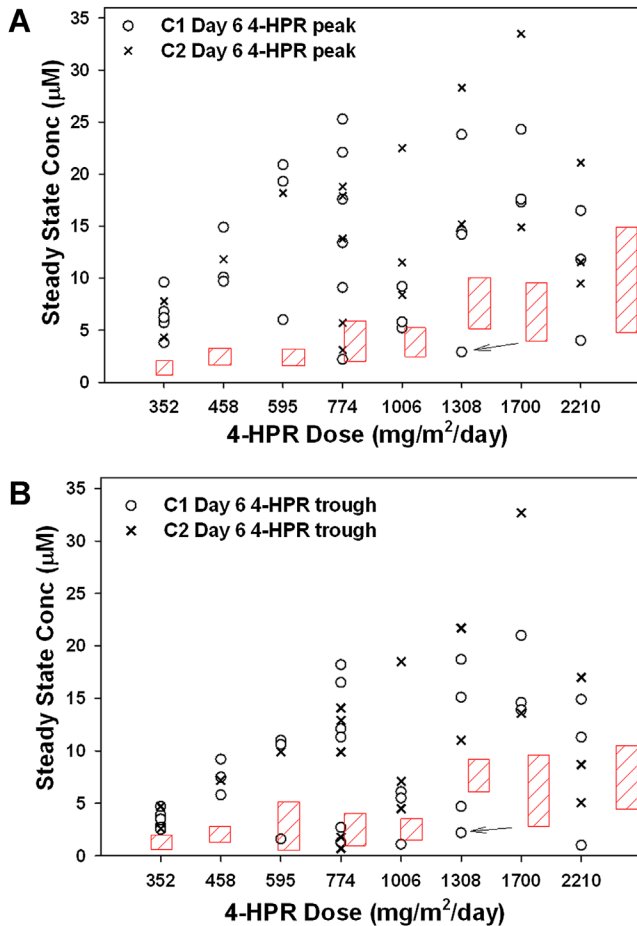 A
C1 Day 6 4-HPR peak
C2 Day 6 4-HPR peak
Steady State Conc (μM)
35
30
25
20
15
10
5
0
352 458 595 774 1006 1308 1700 2210
4-HPR Dose (mg/m²/day)
B
C1 Day 6 4-HPR trough
C2 Day 6 4-HPR trough
Steady State Conc (μM)
35
30
25
20
15
10
5
0
352 458 595 774 1006 1308 1700 2210
4-HPR Dose (mg/m²/day)